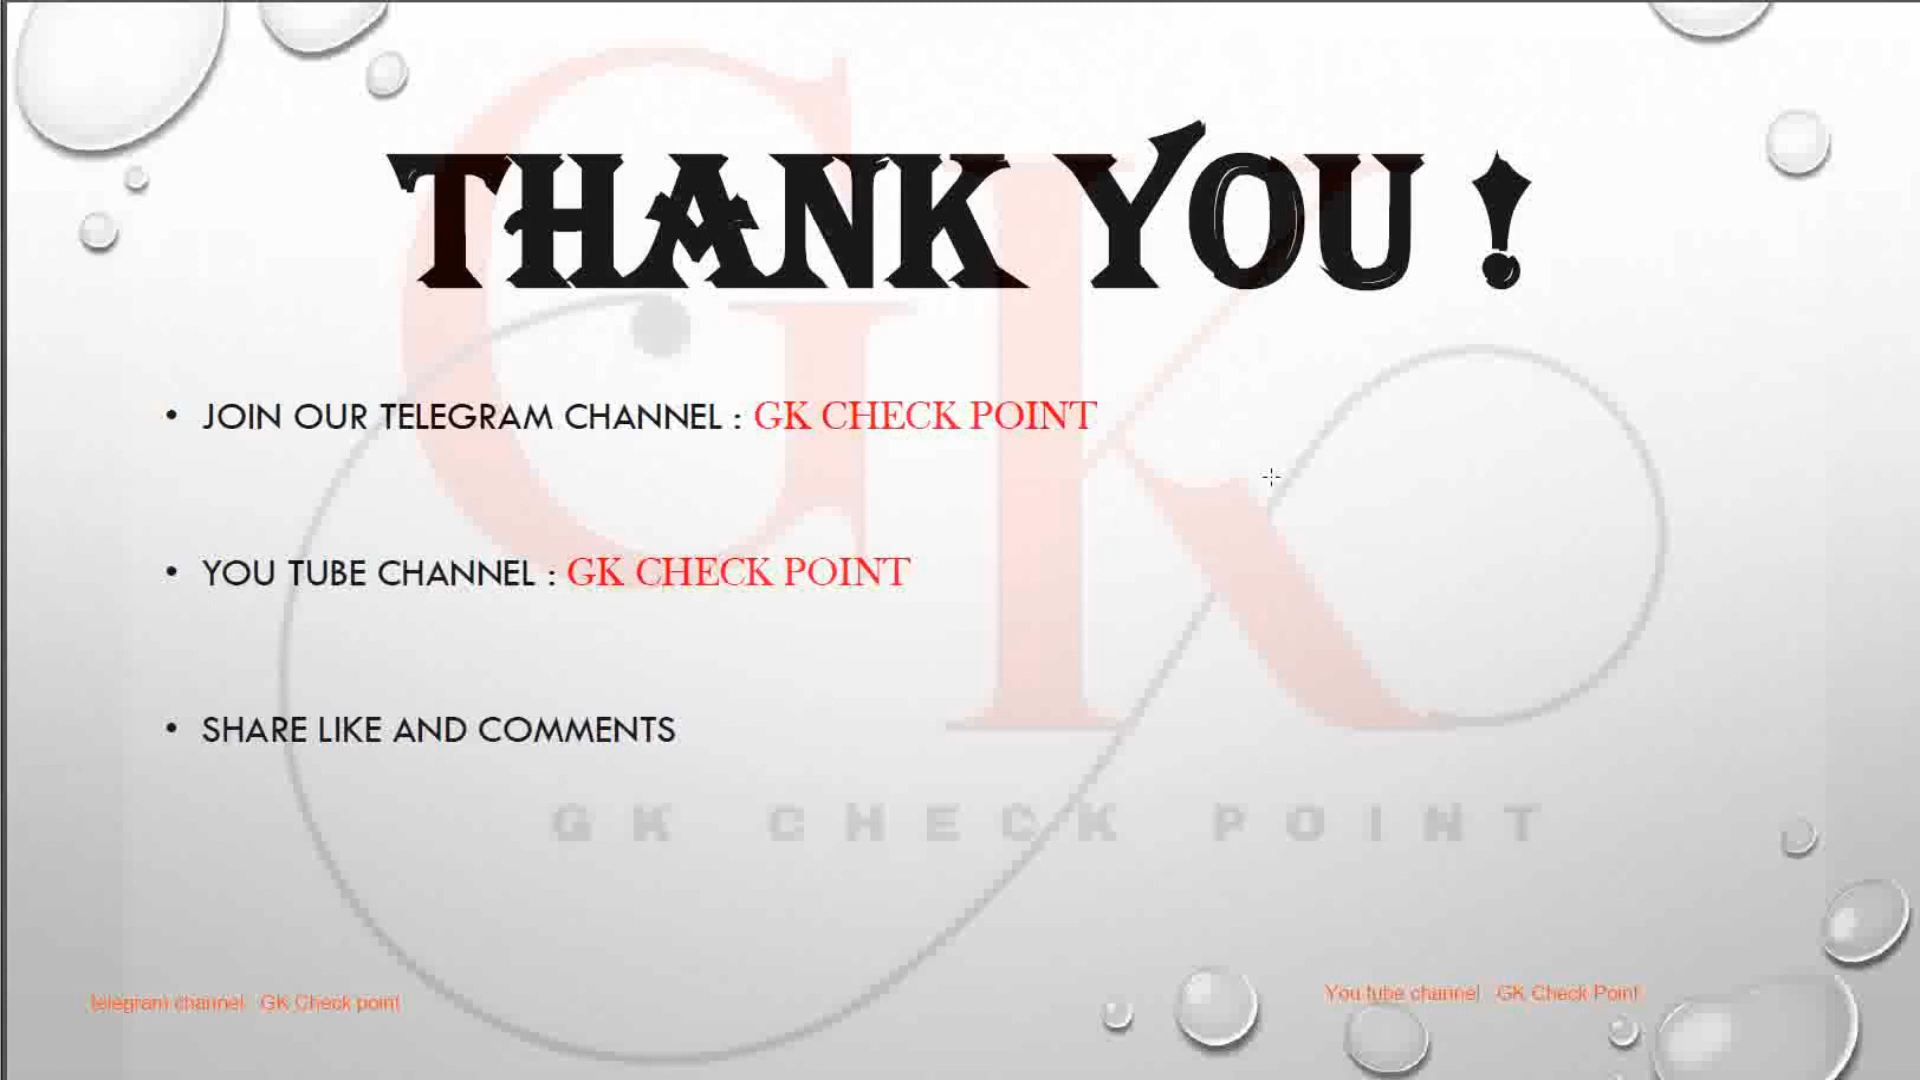 THANK YOU !
• JOIN OUR TELEGRAM CHANNEL : GK CHECK POINT
• YOU TUBE CHANNEL : GK CHECK POINT
• SHARE LIKE AND COMMENTS
GK
GK CHECK POINT
telegram channel GK Check point
You tube channel GK Check Point